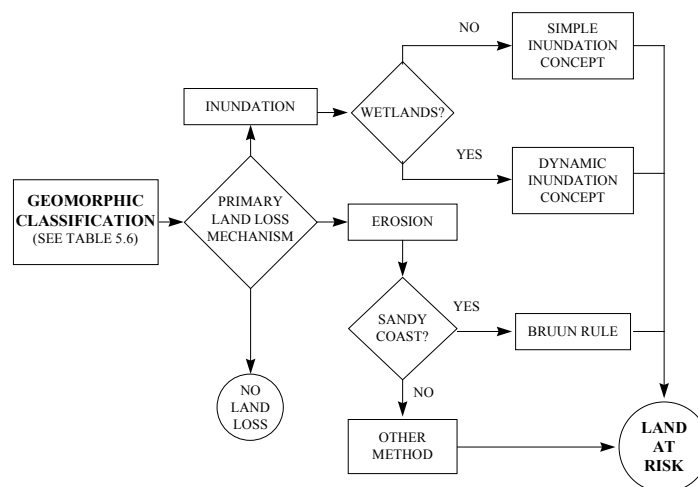 NO
SIMPLE
INUNDATION
CONCEPT
INUNDATION
WETLANDS?
YES
DYNAMIC
INUNDATION
CONCEPT
GEOMORPHIC
CLASSIFICATION
(SEE TABLE 5.6)
PRIMARY
LAND LOSS
MECHANISM
EROSION
SANDY
COAST?
YES
BRUUN RULE
NO
LAND
LOSS
NO
OTHER
METHOD
LAND
AT
RISK